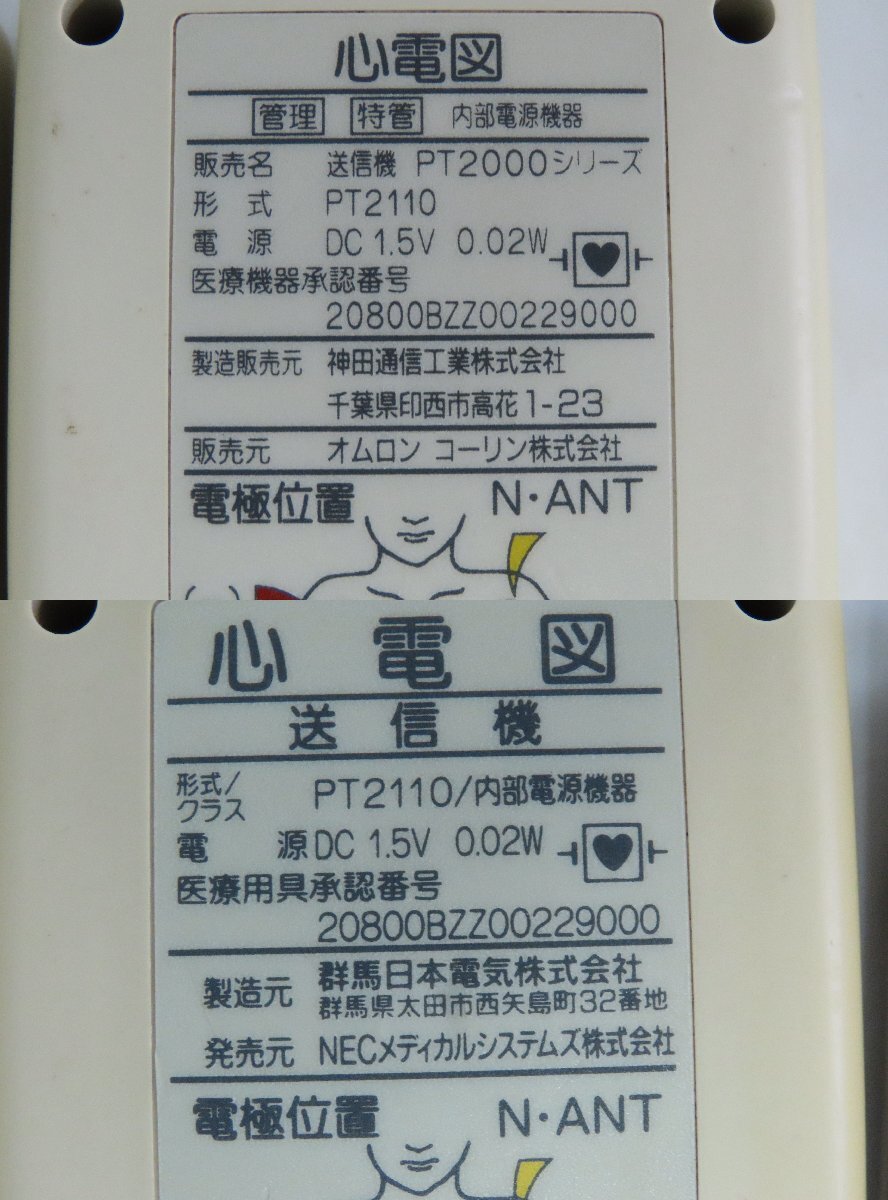 心電図
管理 特管 内部電源機器
販売名 送信機 PT2000シリーズ
形式 PT2110
電源 DC 1.5V 0.02W
医療機器承認番号
20800BZZ00229000
製造販売元 神田通信工業株式会社
千葉県印西市高花1-23
販売元 オムロン コーリン株式会社
電極位置 N・ANT
心電図
送信機
形式/クラス PT2110/内部電源機器
電源 DC 1.5V 0.02W
医療用具承認番号
20800BZZ00229000
製造元 群馬日本電気株式会社
群馬県太田市西矢島町32番地
発売元 NECメディカルシステムズ株式会社
電極位置 N・ANT